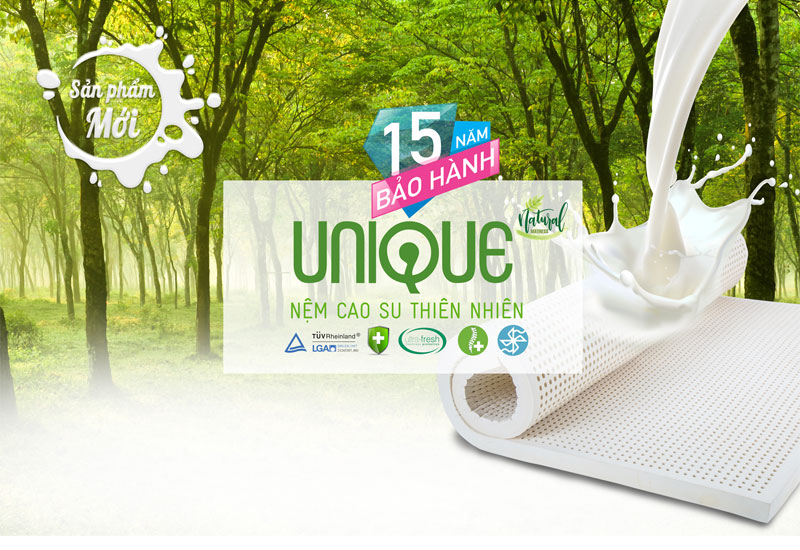 Sản phẩm
Mới
15
NĂM
BẢO HÀNH
UNIQUE
Natural
NỆM CAO SU THIÊN NHIÊN
TÜVRheinland®
LGA
ultra-fresh